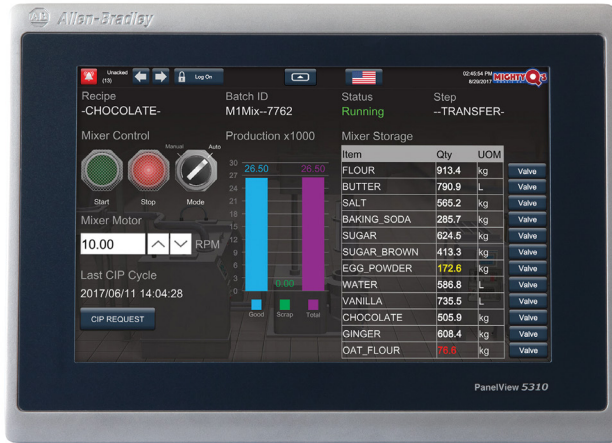 AB Allen-Bradley
Unacked
(13)
Log On
02:45:54 PM
8/20/2017
MIGHTY Q'S
Recipe Batch ID Status Step
-CHOCOLATE- M1Mix--7762 Running --TRANSFER-
Mixer Control Production x1000 Mixer Storage
Manual Auto
Start Stop Mode
Mixer Motor
10.00 RPM
Last CIP Cycle
2017/06/11 14:04:28
CIP REQUEST
30
27
24
21
18
15
12
9
6
3
0
26.50 0.00 26.50
Good Scrap Total
Item Qty UOM
FLOUR 913.4 kg Valve
BUTTER 790.9 L Valve
SALT 565.2 kg Valve
BAKING_SODA 285.7 kg Valve
SUGAR 624.5 kg Valve
SUGAR_BROWN 413.3 kg Valve
EGG_POWDER 172.6 kg Valve
WATER 586.8 L Valve
VANILLA 735.5 L Valve
CHOCOLATE 505.9 kg Valve
GINGER 608.4 kg Valve
OAT_FLOUR 76.6 kg Valve
PanelView 5310